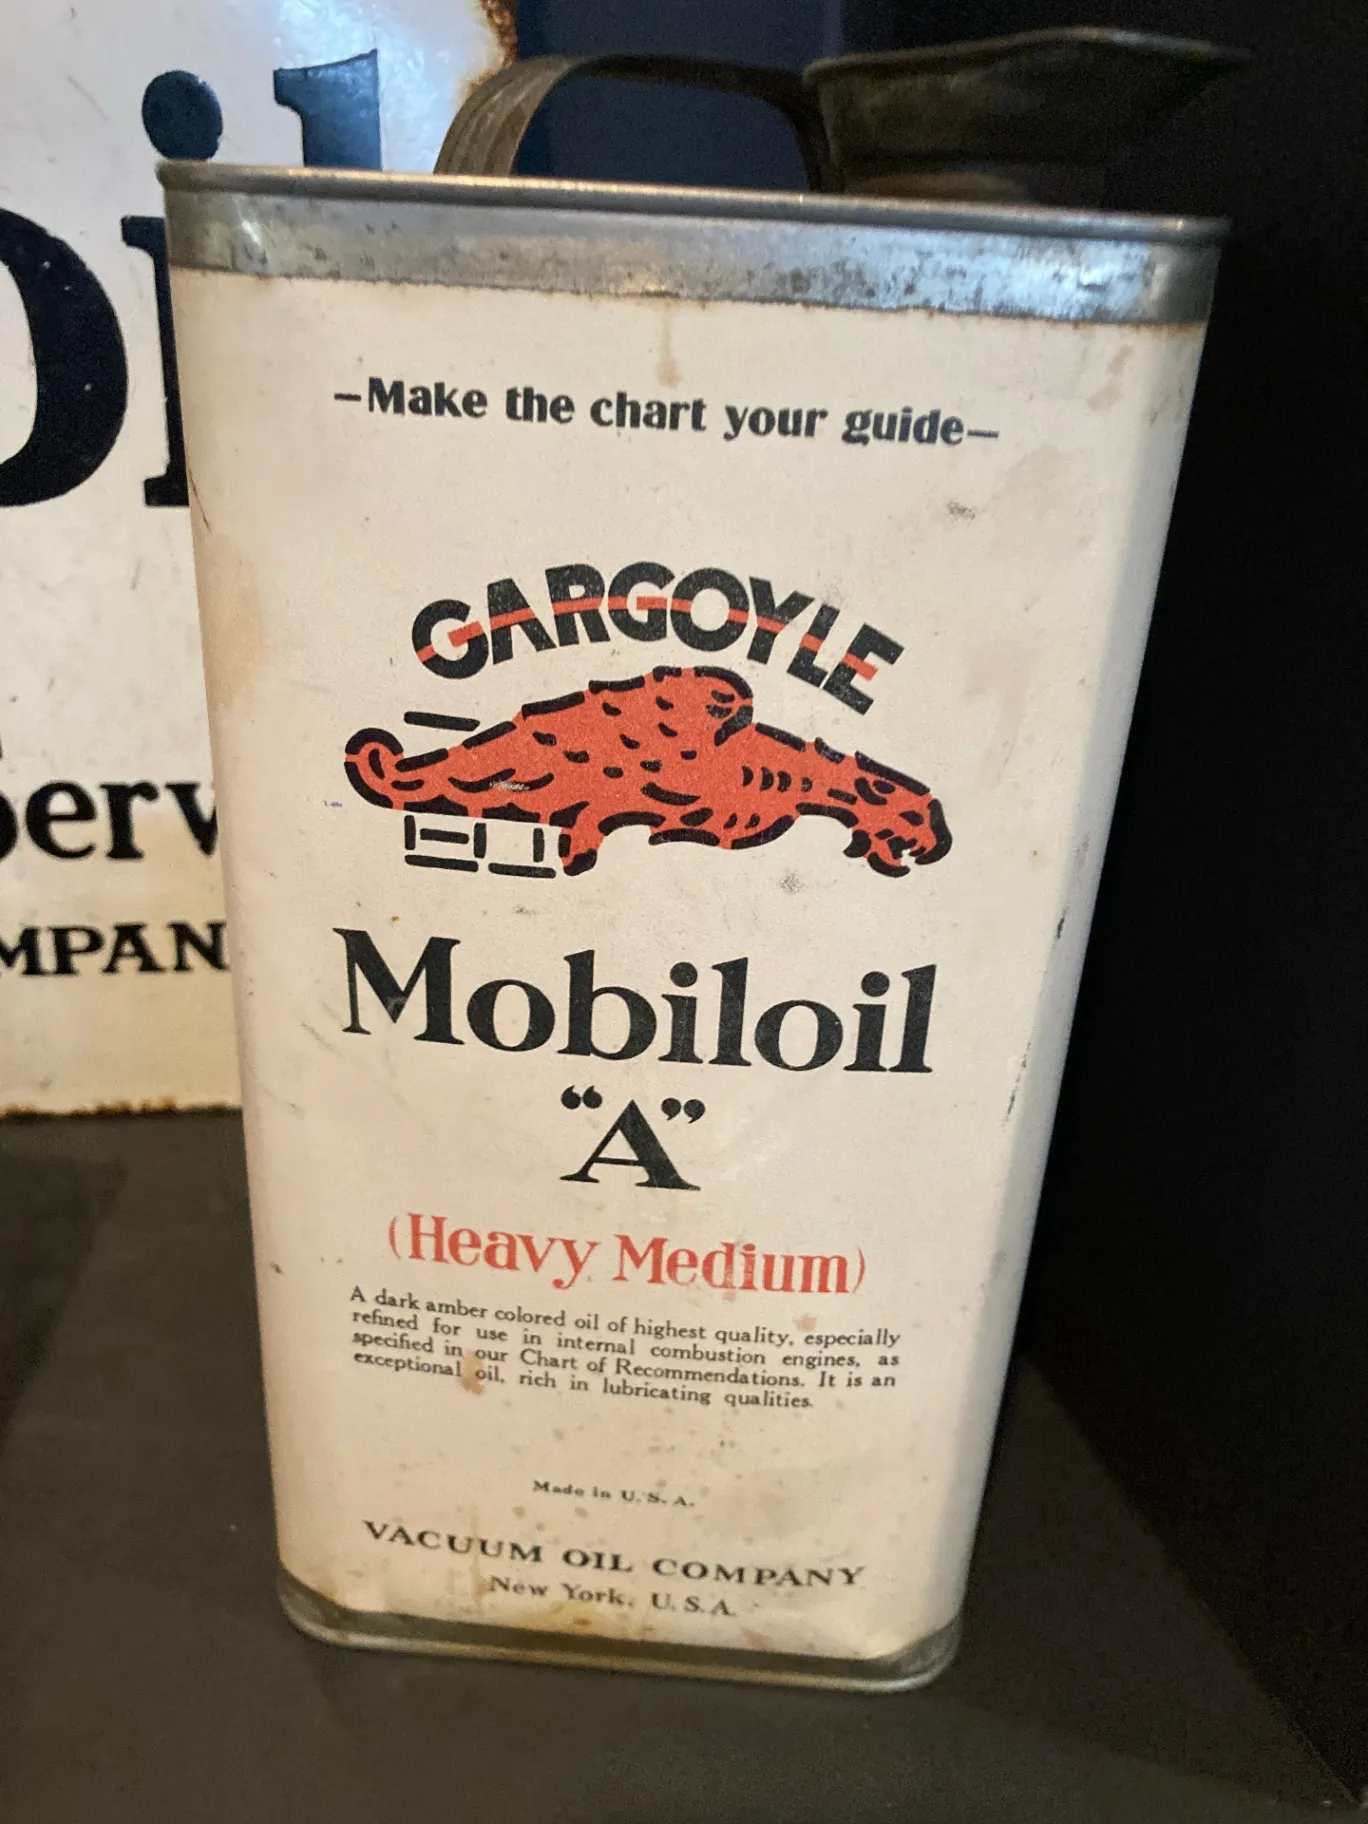 oil
Serv
MPAN
—Make the chart your guide—
GARGOYLE
Mobiloil
“A”
(Heavy Medium)
A dark amber colored oil of highest quality, especially
refined for use in internal combustion engines, as
specified in our Chart of Recommendations. It is an
exceptional oil, rich in lubricating qualities.
Made in U. S. A.
VACUUM OIL COMPANY
New York, U. S. A.